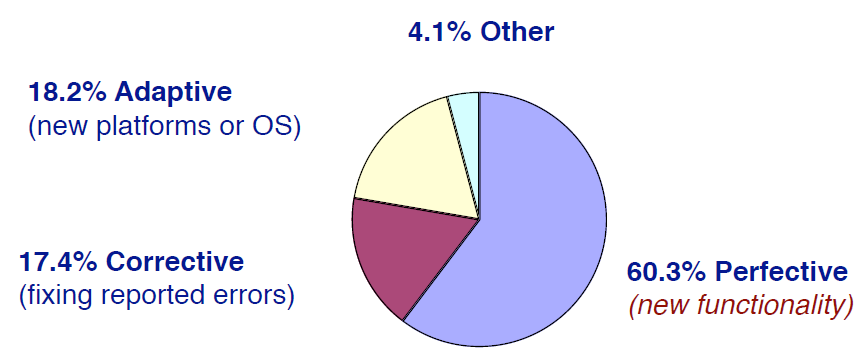 4.1% Other
18.2% Adaptive
(new platforms or OS)
17.4% Corrective
(fixing reported errors)
60.3% Perfective
(new functionality)